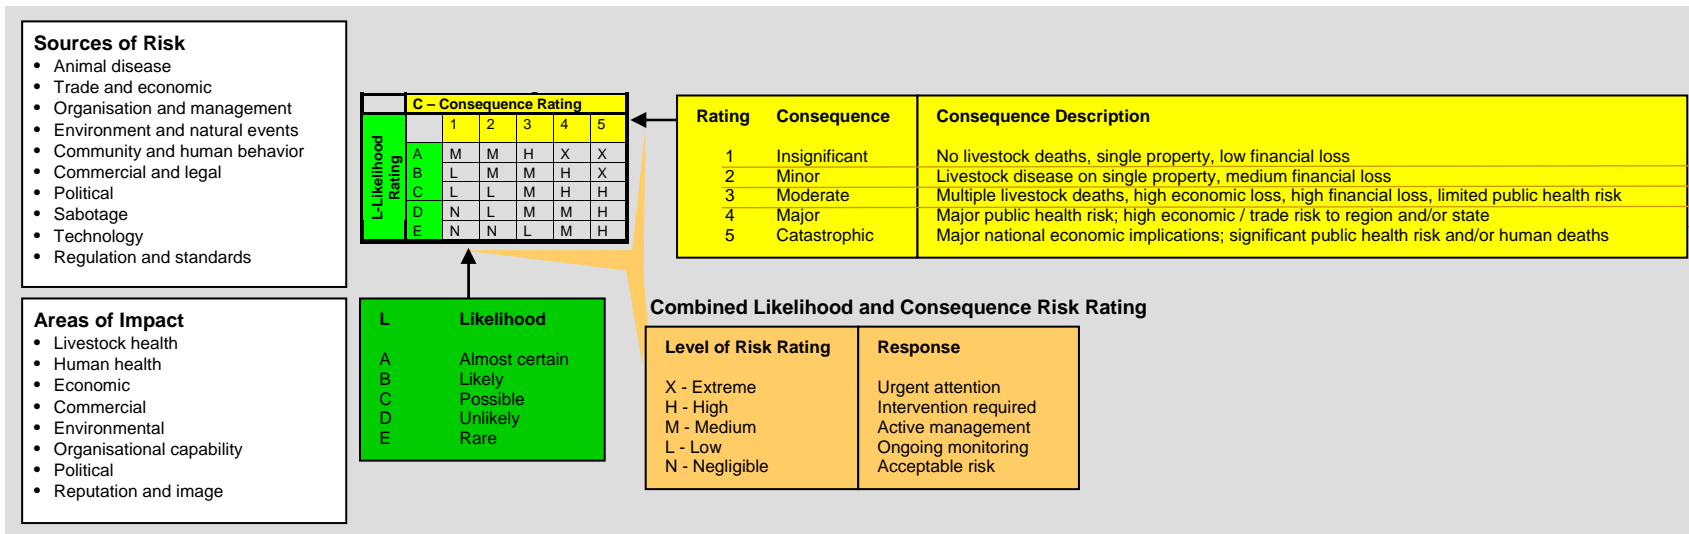 Sources of Risk
• Animal disease
• Trade and economic
• Organisation and management
• Environment and natural events
• Community and human behavior
• Commercial and legal
• Political
• Sabotage
• Technology
• Regulation and standards
Areas of Impact
• Livestock health
• Human health
• Economic
• Commercial
• Environmental
• Organisational capability
• Political
• Reputation and image
C – Consequence Rating
L-Likelihood
Rating
1 2 3 4 5
A M M H X X
B L M M H X
C L L M H H
D N L M M H
E N N L M H
L Likelihood
A Almost certain
B Likely
C Possible
D Unlikely
E Rare
Rating Consequence Consequence Description
1 Insignificant No livestock deaths, single property, low financial loss
2 Minor Livestock disease on single property, medium financial loss
3 Moderate Multiple livestock deaths, high economic loss, high financial loss, limited public health risk
4 Major Major public health risk; high economic / trade risk to region and/or state
5 Catastrophic Major national economic implications; significant public health risk and/or human deaths
Combined Likelihood and Consequence Risk Rating
Level of Risk Rating Response
X - Extreme Urgent attention
H - High Intervention required
M - Medium Active management
L - Low Ongoing monitoring
N - Negligible Acceptable risk